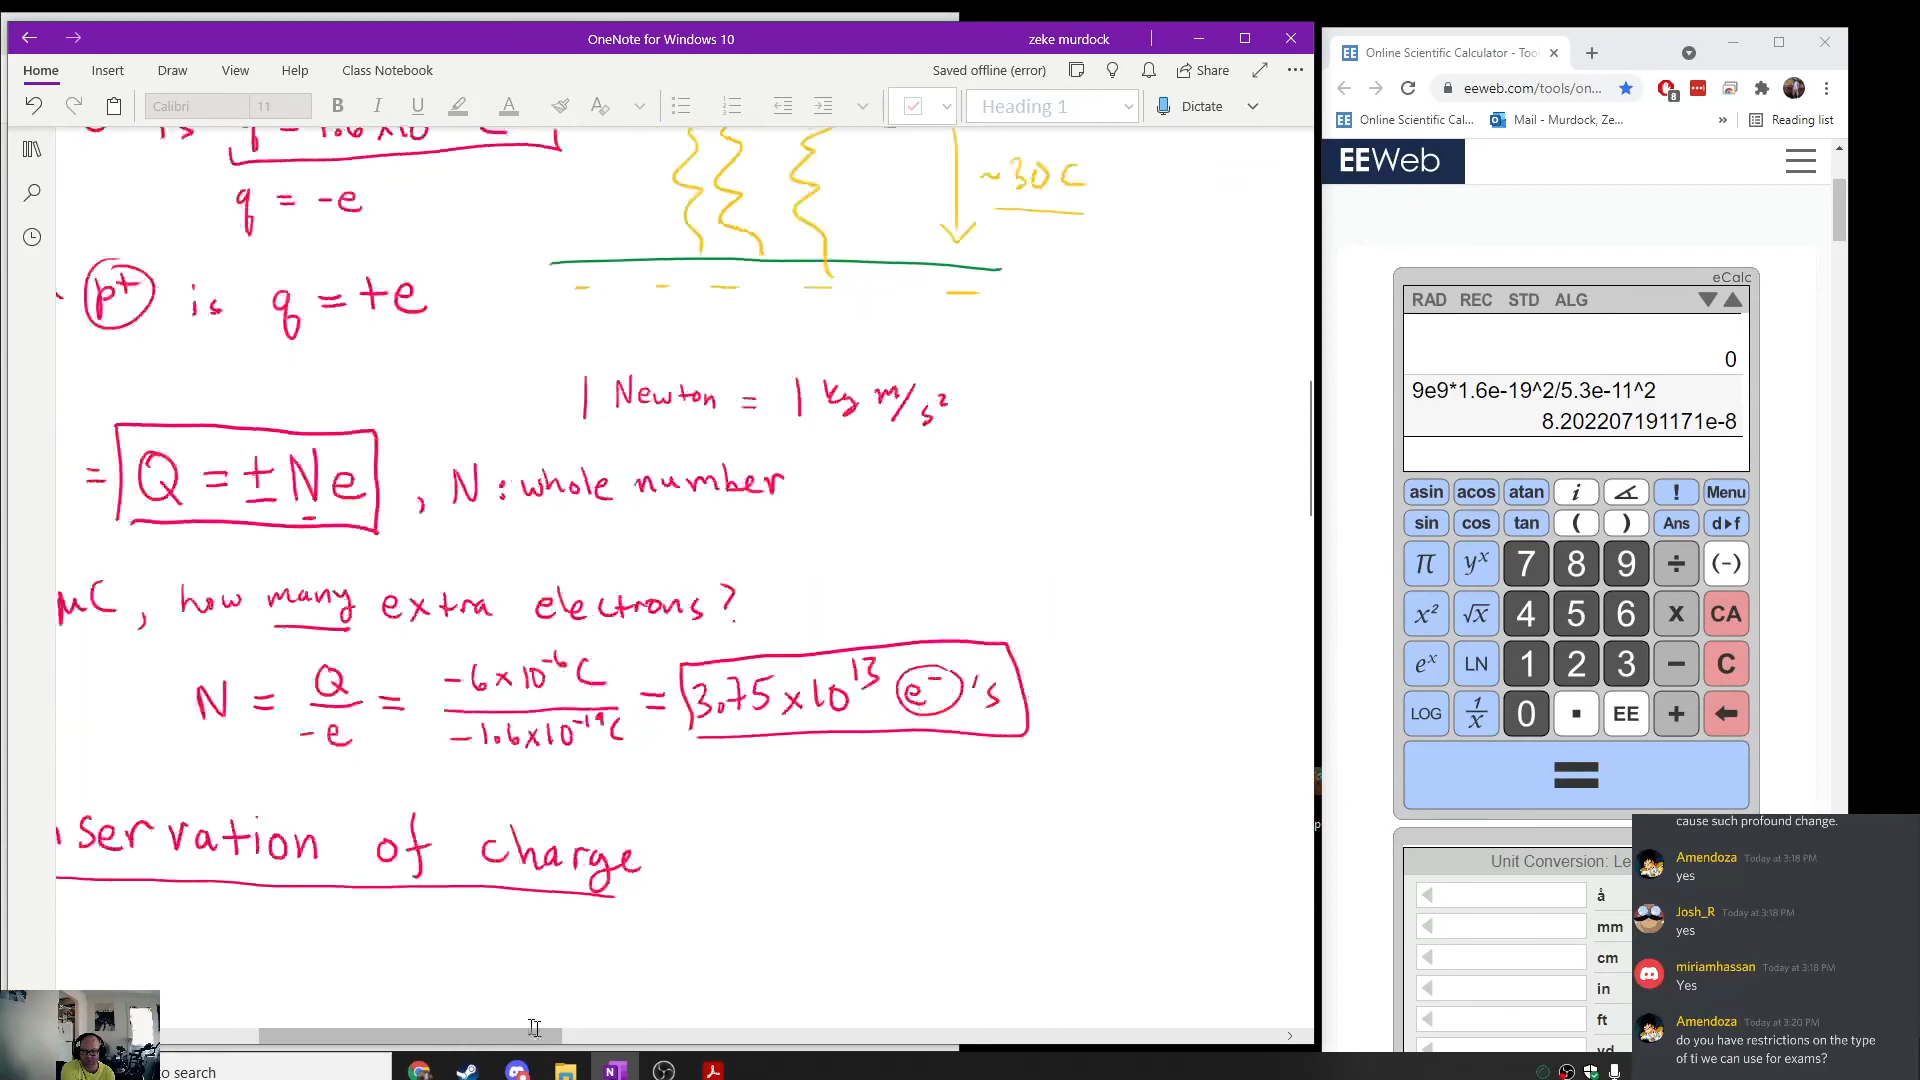 OneNote for Windows 10
zeke murdock
Home Insert Draw View Help Class Notebook
Saved offline (error)
Share
Calibri 11
B I U
Heading 1
Dictate
q = -e
~30C
p+ is q = +e
1 Newton = 1 kg m/s²
= Q = ± Ne , N : whole number
μC , how many extra electrons?
N = Q / -e = -6x10⁻⁶ C / -1.6x10⁻¹⁹ C = 3.75 x 10¹³ e⁻'s
nservation of charge
o search
Online Scientific Calculator - Too
eeweb.com/tools/on...
8
Online Scientific Cal...
Mail - Murdock, Ze...
»
Reading list
EEWeb
eCalc
RAD REC STD ALG
0
9e9*1.6e-19^2/5.3e-11^2
8.202207191171e-8
asin acos atan i ∠ ! Menu
sin cos tan ( ) Ans d▸f
π yˣ 7 8 9 ÷ (-)
x² √x 4 5 6 x CA
eˣ LN 1 2 3 − C
LOG 1/x 0 . EE +
=
Unit Conversion: Le
å
mm
cm
in
ft
yd
cause such profound change.
Amendoza Today at 3:18 PM
yes
Josh_R Today at 3:18 PM
yes
miriamhassan Today at 3:18 PM
Yes
Amendoza Today at 3:20 PM
do you have restrictions on the type
of ti we can use for exams?